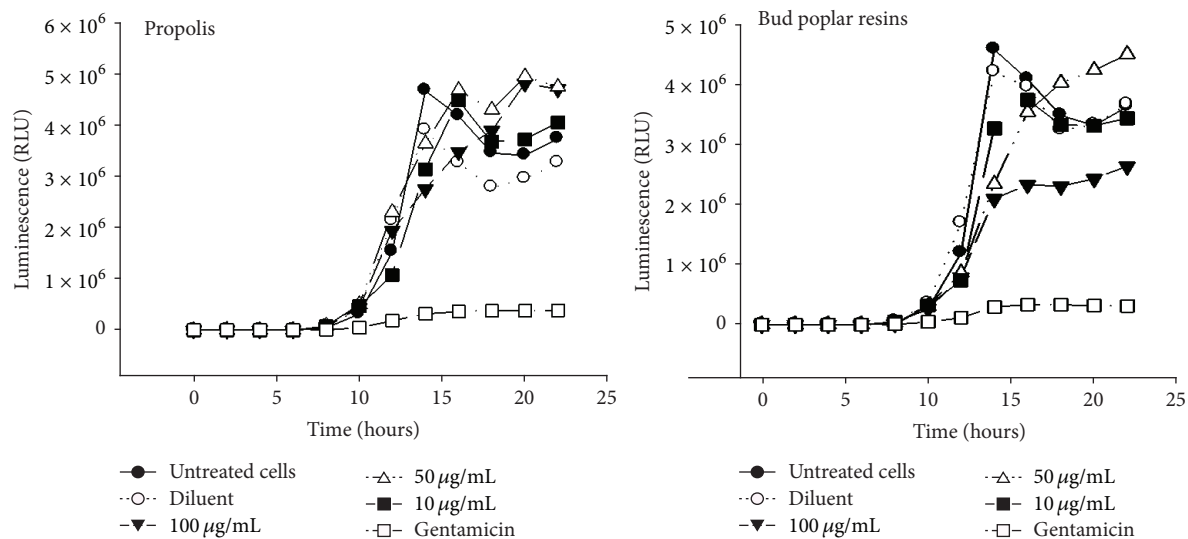 Propolis
6 × 10⁶
5 × 10⁶
4 × 10⁶
3 × 10⁶
2 × 10⁶
1 × 10⁶
0
Luminescence (RLU)
0 5 10 15 20 25
Time (hours)
Untreated cells
Diluent
100 μg/mL
50 μg/mL
10 μg/mL
Gentamicin
Bud poplar resins
5 × 10⁶
4 × 10⁶
3 × 10⁶
2 × 10⁶
1 × 10⁶
0
Luminescence (RLU)
0 5 10 15 20 25
Time (hours)
Untreated cells
Diluent
100 μg/mL
50 μg/mL
10 μg/mL
Gentamicin